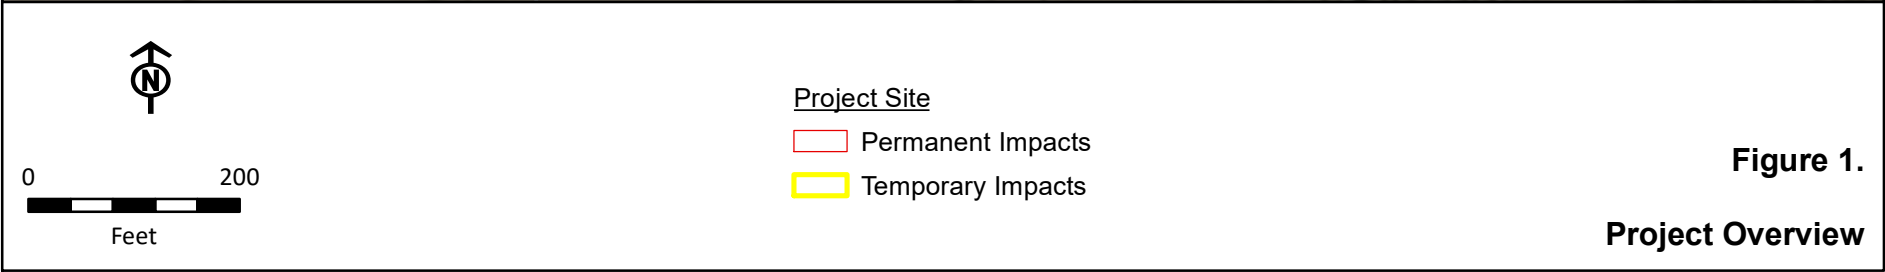 N
Project Site
Permanent Impacts
Temporary Impacts
0 200
Feet
Figure 1.
Project Overview